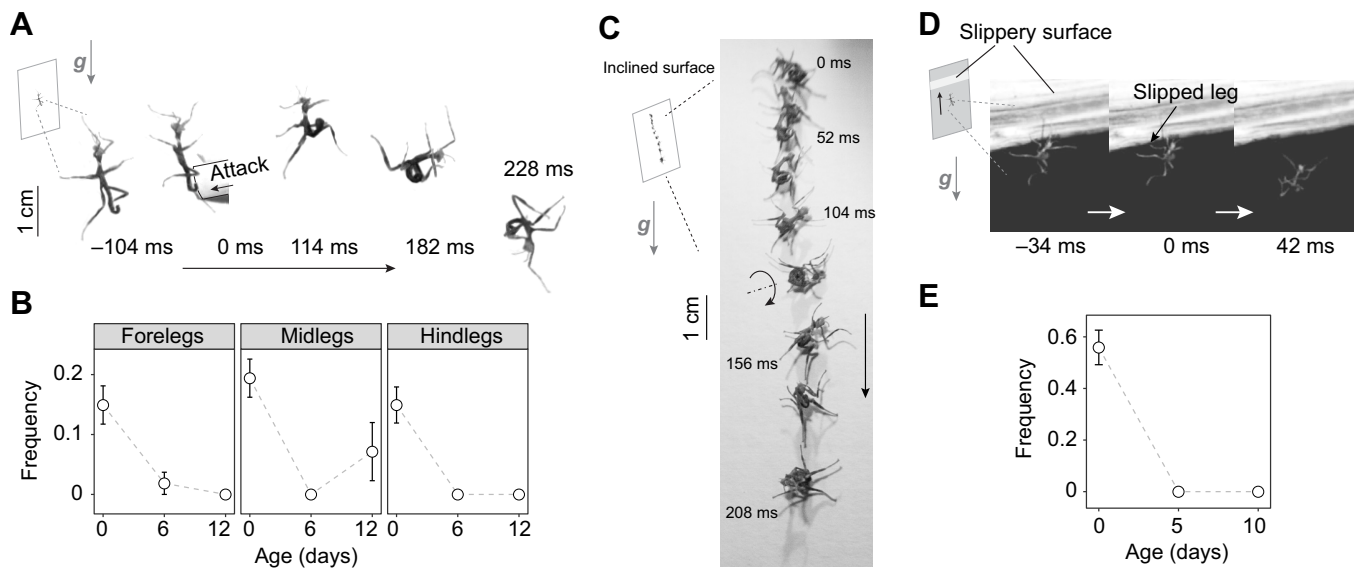 A
g
Attack
1 cm
–104 ms
0 ms
114 ms
182 ms
228 ms
B
Forelegs
Midlegs
Hindlegs
Frequency
0.2
0.1
0
0 6 12 0 6 12 0 6 12
Age (days)
C
Inclined surface
g
1 cm
0 ms
52 ms
104 ms
156 ms
208 ms
D
Slippery surface
Slipped leg
g
–34 ms
0 ms
42 ms
E
Frequency
0.6
0.4
0.2
0
0 5 10
Age (days)